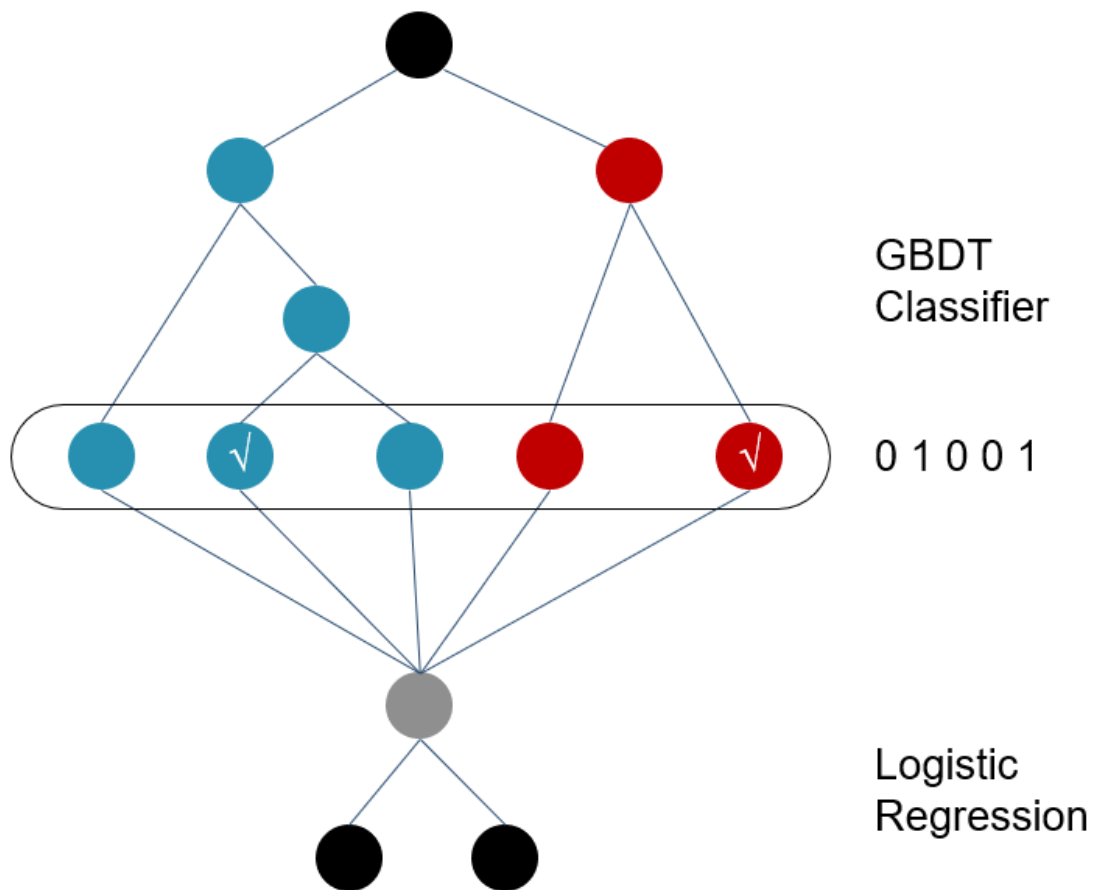 GBDT
Classifier
√
√
0 1 0 0 1
Logistic
Regression